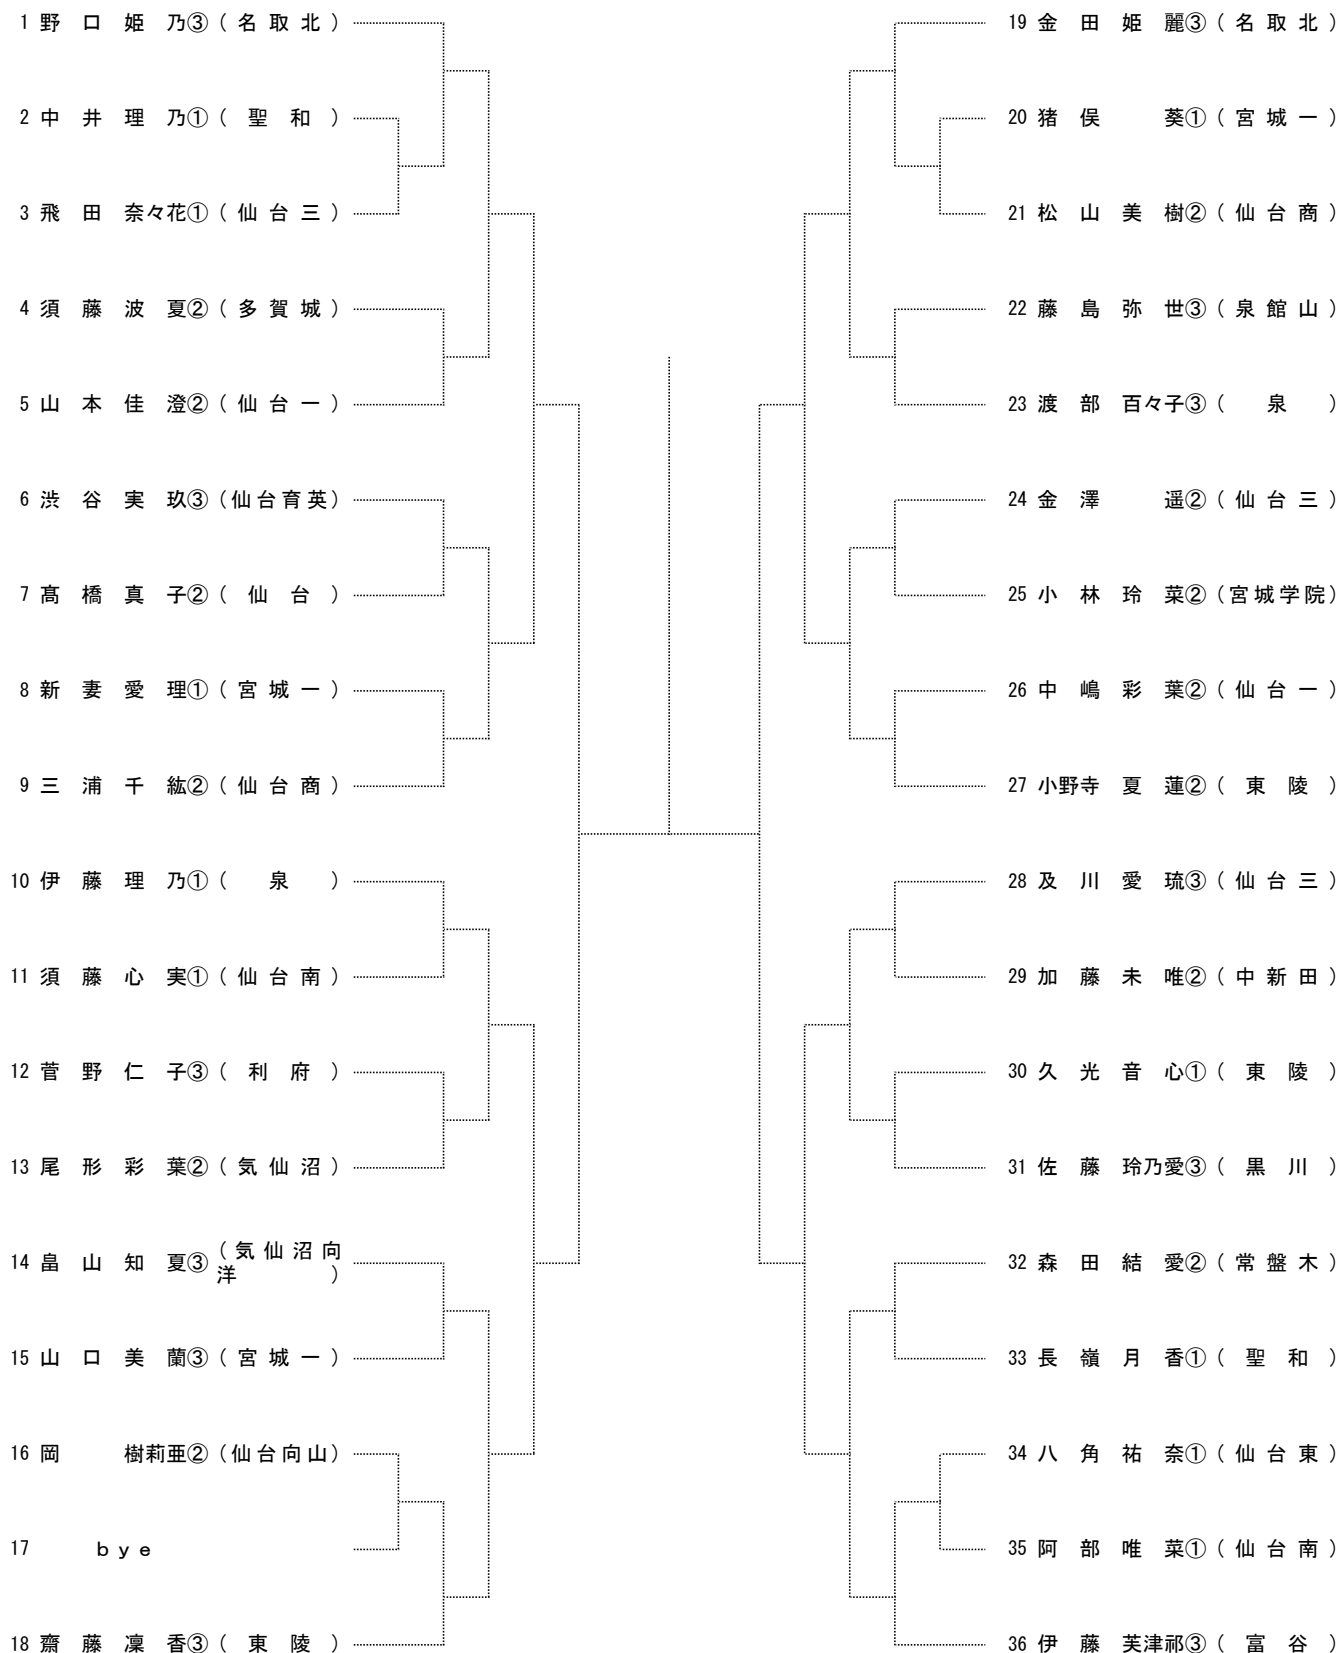 1 野口姫乃③(名取北)
2 中井理乃①(聖和)
3 飛田奈々花①(仙台三)
4 須藤波夏②(多賀城)
5 山本佳澄②(仙台一)
6 渋谷実玖③(仙台育英)
7 髙橋真子②(仙台)
8 新妻愛理①(宮城一)
9 三浦千紘②(仙台商)
10 伊藤理乃①(泉)
11 須藤心実①(仙台南)
12 菅野仁子③(利府)
13 尾形彩葉②(気仙沼)
14 畠山知夏③(気仙沼向
洋)
15 山口美蘭③(宮城一)
16 岡樹莉亜②(仙台向山)
17 bye
18 齋藤凜香③(東陵)
19 金田姫麗③(名取北)
20 猪俣葵①(宮城一)
21 松山美樹②(仙台商)
22 藤島弥世③(泉館山)
23 渡部百々子③(泉)
24 金澤遥②(仙台三)
25 小林玲菜②(宮城学院)
26 中嶋彩葉②(仙台一)
27 小野寺夏蓮②(東陵)
28 及川愛琉③(仙台三)
29 加藤未唯②(中新田)
30 久光音心①(東陵)
31 佐藤玲乃愛③(黒川)
32 森田結愛②(常盤木)
33 長嶺月香①(聖和)
34 八角祐奈①(仙台東)
35 阿部唯菜①(仙台南)
36 伊藤芙津祁③(富谷)